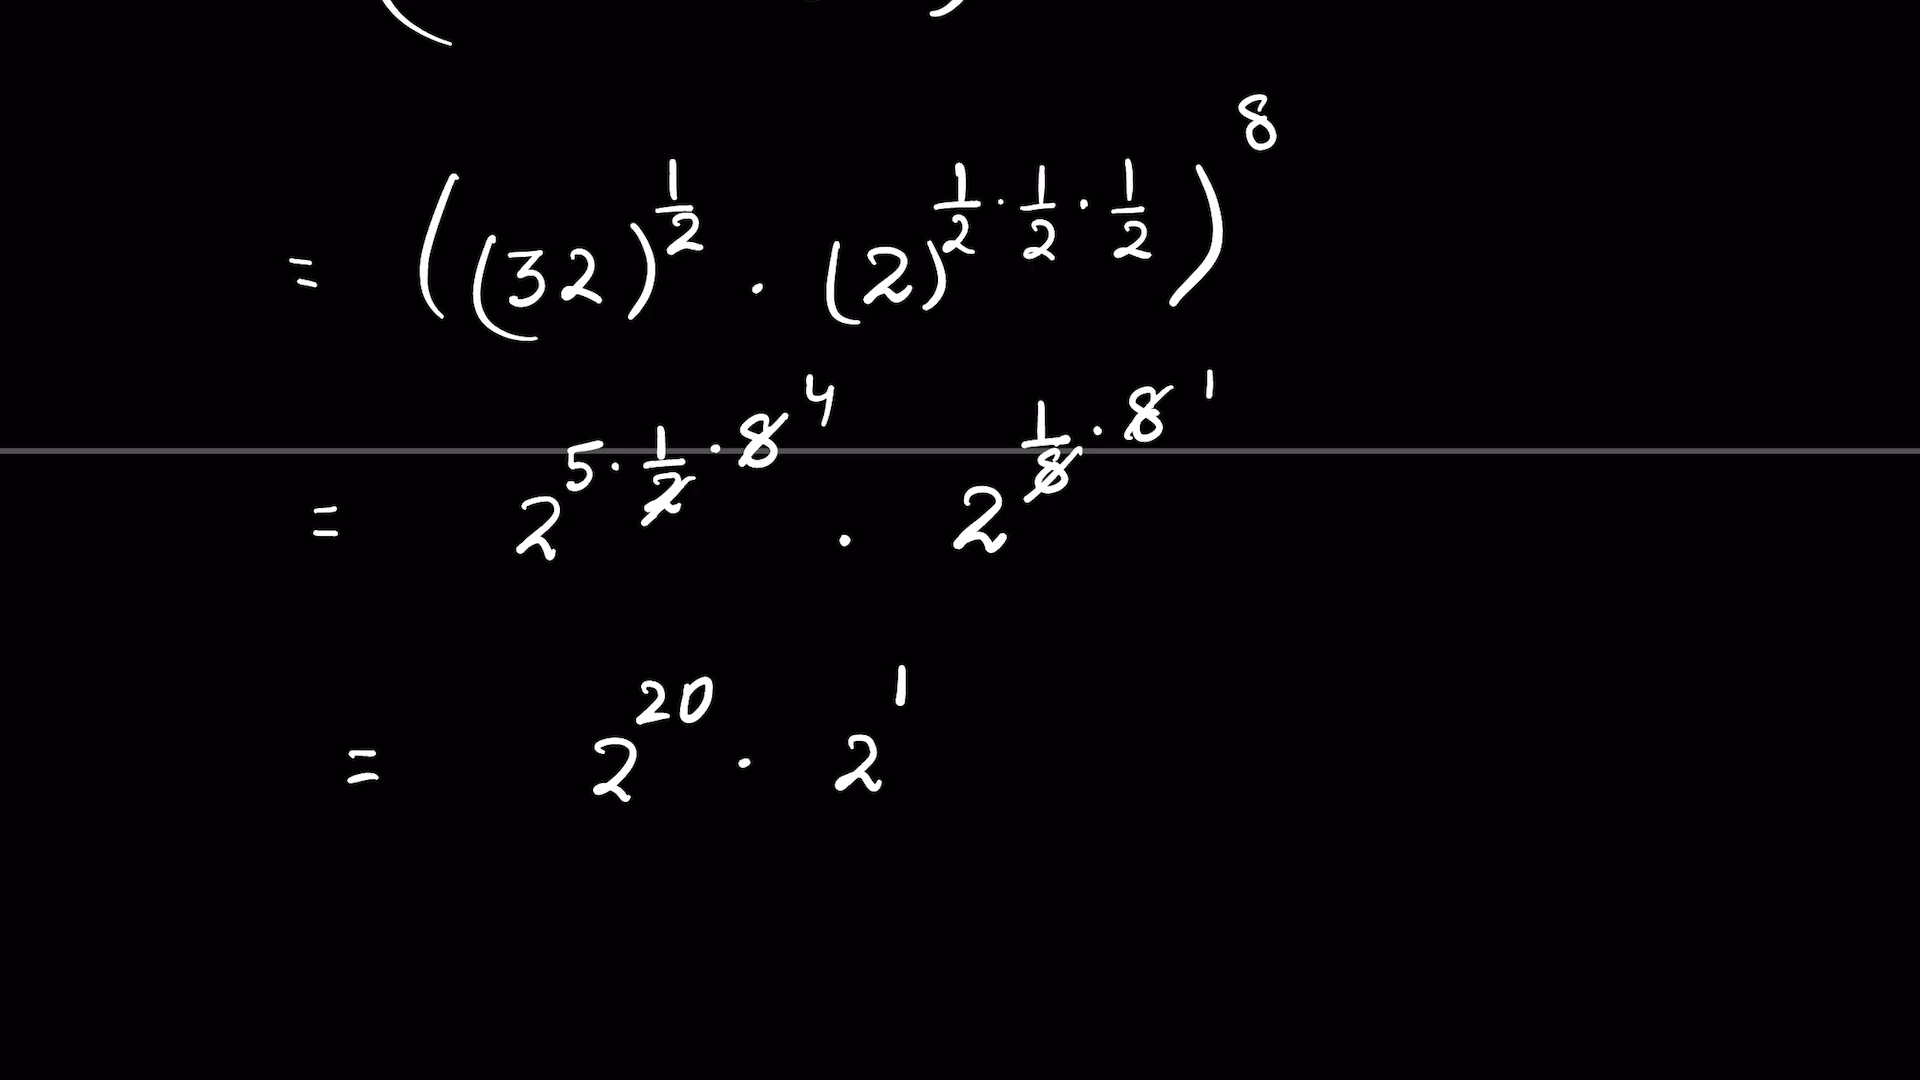 = ((32)^{1/2} · (2)^{1/2 · 1/2 · 1/2})^8
= 2^{5 · 1/2 · 8 4} · 2^{1/8 · 8 1}
= 2^{20} · 2^1